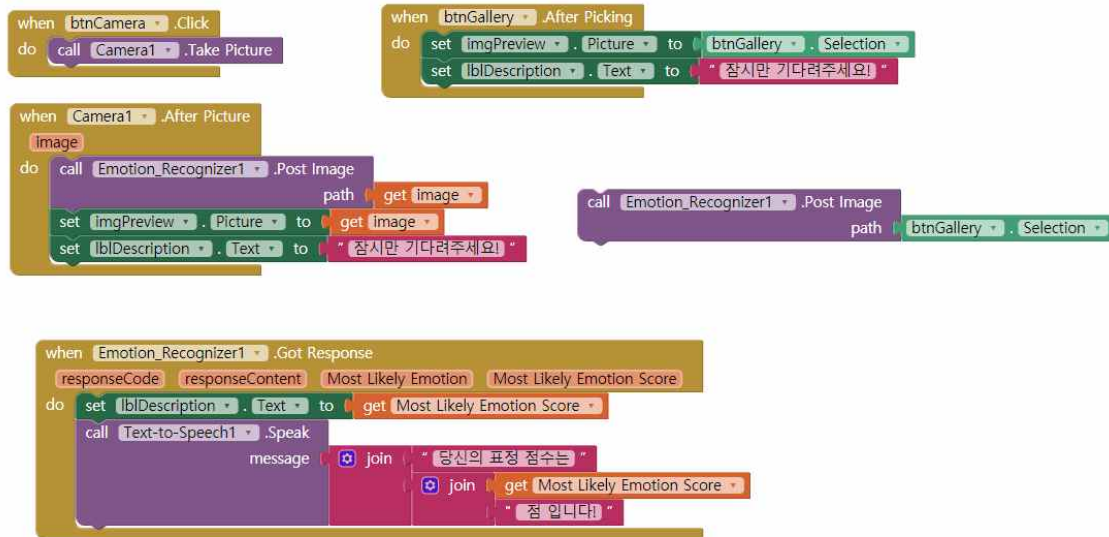 when btnCamera .Click
do call Camera1 .Take Picture
when btnGallery .After Picking
do set imgPreview . Picture to btnGallery . Selection
set lblDescription . Text to " 잠시만 기다려주세요! "
when Camera1 .After Picture
image
do call Emotion_Recognizer1 .Post Image
path get image
set imgPreview . Picture to get image
set lblDescription . Text to " 잠시만 기다려주세요! "
call Emotion_Recognizer1 .Post Image
path btnGallery . Selection
when Emotion_Recognizer1 .Got Response
responseCode responseContent Most Likely Emotion Most Likely Emotion Score
do set lblDescription . Text to get Most Likely Emotion Score
call Text-to-Speech1 .Speak
message join " 당신의 표정 점수는 "
join get Most Likely Emotion Score
" 점 입니다! "